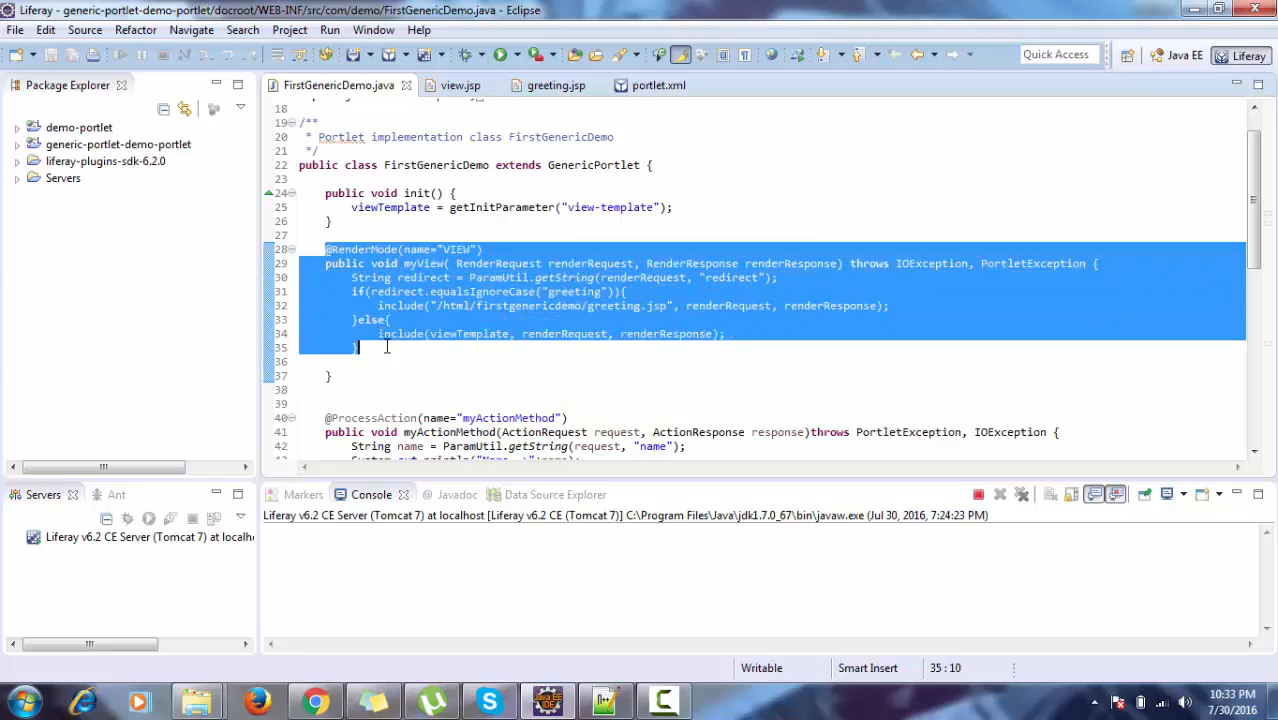 Liferay - generic-portlet-demo-portlet/docroot/WEB-INF/src/com/demo/FirstGenericDemo.java - Eclipse
File Edit Source Refactor Navigate Search Project Run Window Help
Quick Access Java EE Liferay
Package Explorer
demo-portlet
generic-portlet-demo-portlet
liferay-plugins-sdk-6.2.0
Servers
FirstGenericDemo.java view.jsp greeting.jsp portlet.xml
18
19 /**
20 * Portlet implementation class FirstGenericDemo
21 */
22 public class FirstGenericDemo extends GenericPortlet {
23
24 public void init() {
25 viewTemplate = getInitParameter("view-template");
26 }
27
28 @RenderMode(name="VIEW")
29 public void myView( RenderRequest renderRequest, RenderResponse renderResponse) throws IOException, PortletException {
30 String redirect = ParamUtil.getString(renderRequest, "redirect");
31 if(redirect.equalsIgnoreCase("greeting")){
32 include("/html/firstgenericdemo/greeting.jsp", renderRequest, renderResponse);
33 }else{
34 include(viewTemplate, renderRequest, renderResponse);
35 }
36
37 }
38
39
40 @ProcessAction(name="myActionMethod")
41 public void myActionMethod(ActionRequest request, ActionResponse response)throws PortletException, IOException {
42 String name = ParamUtil.getString(request, "name");
Servers Ant
Liferay v6.2 CE Server (Tomcat 7) at localh
Markers Console Javadoc Data Source Explorer
Liferay v6.2 CE Server (Tomcat 7) at localhost [Liferay v6.2 CE (Tomcat 7)] C:\Program Files\Java\jdk1.7.0_67\bin\javaw.exe (Jul 30, 2016, 7:24:23 PM)
Writable Smart Insert 35 : 10
10:33 PM
7/30/2016